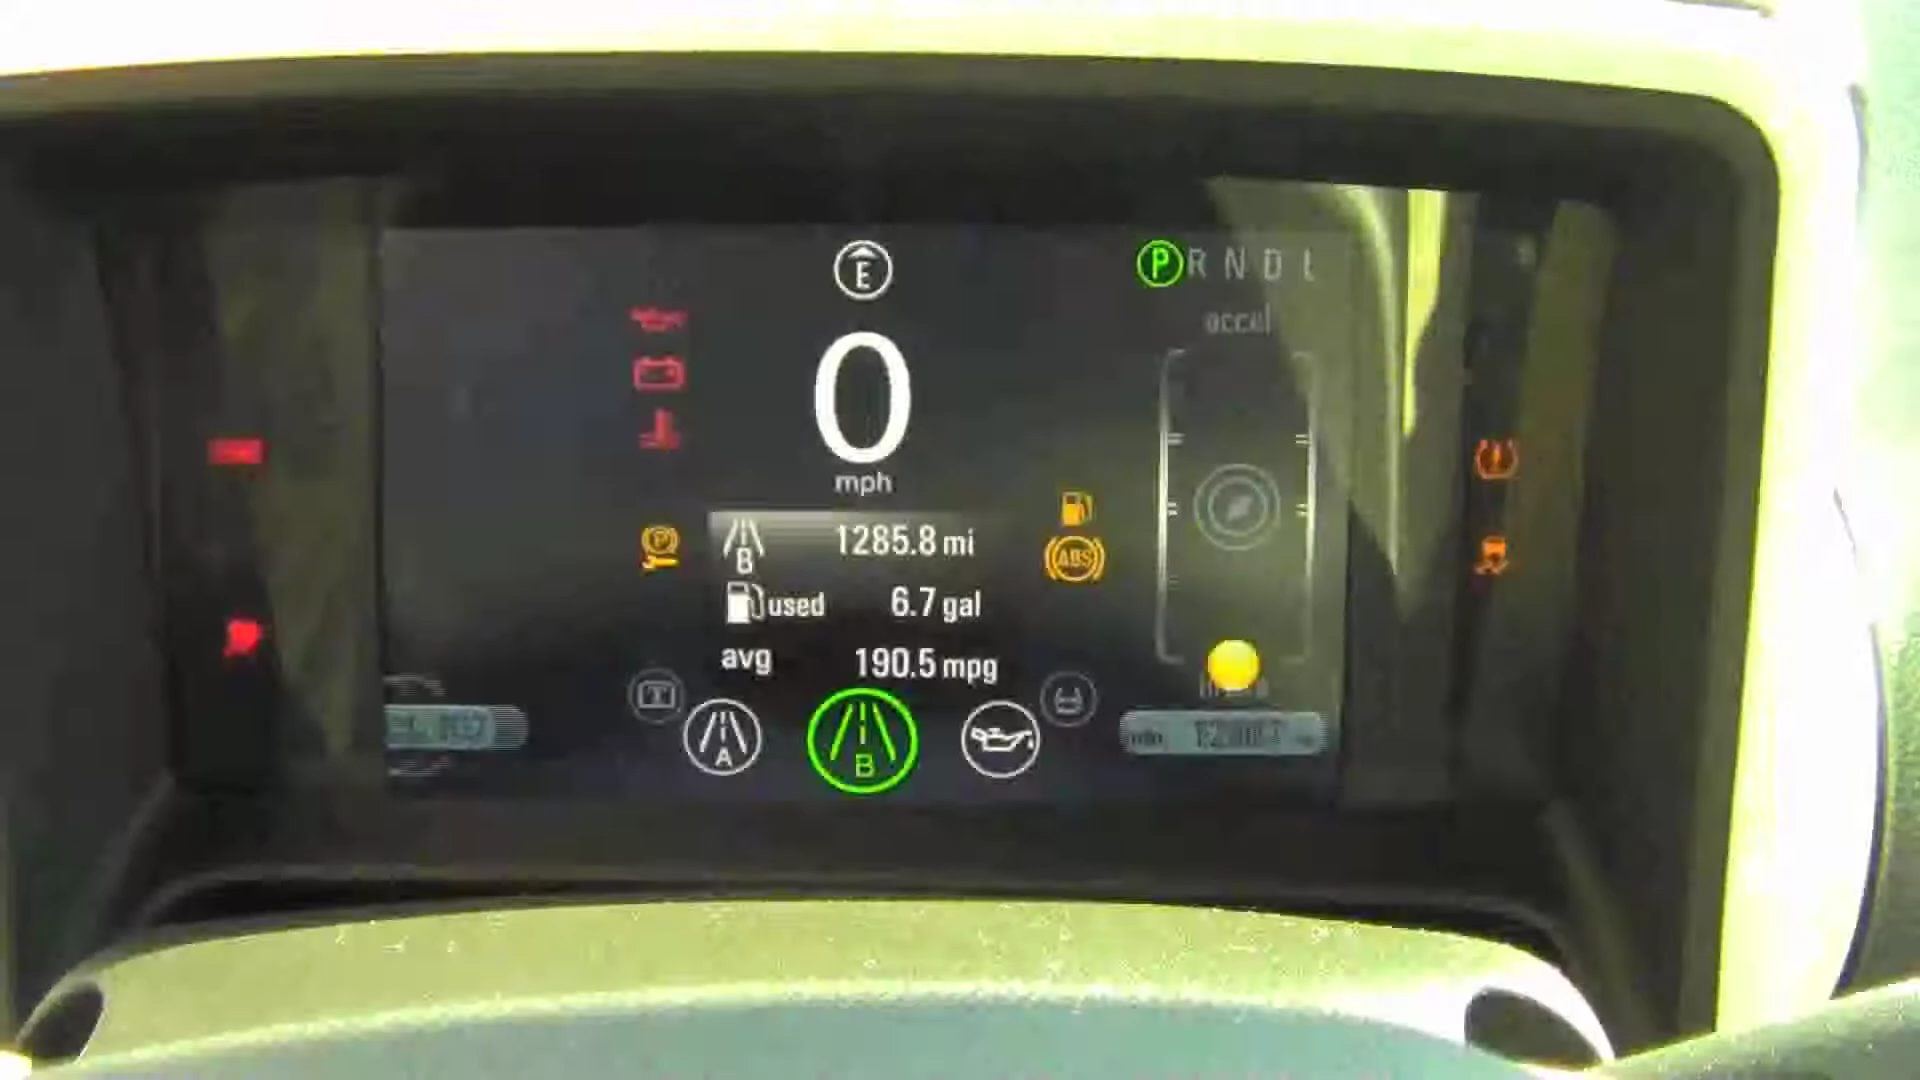 E
P R N D L
accel
0
mph
B 1285.8 mi
used 6.7 gal
ABS
avg 190.5 mpg
A
B